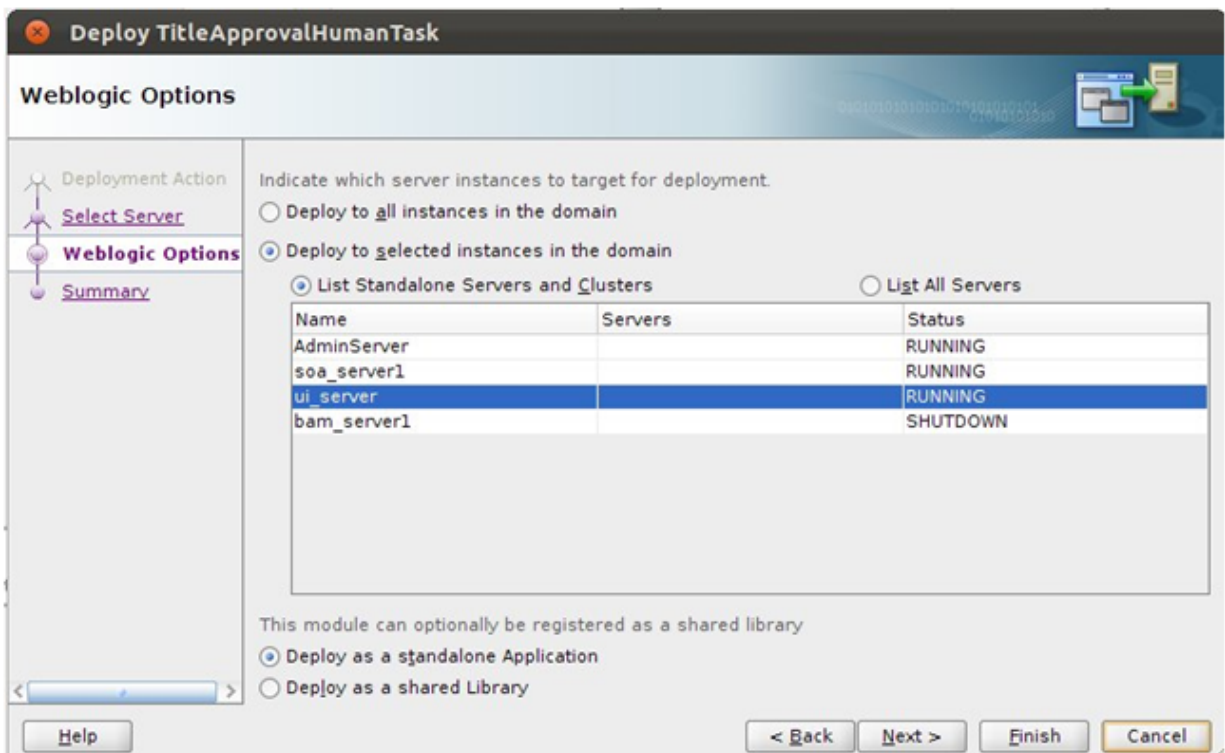 Deploy TitleApprovalHumanTask
Weblogic Options
Deployment Action
Select Server
Weblogic Options
Summary
Indicate which server instances to target for deployment.
Deploy to all instances in the domain
Deploy to selected instances in the domain
List Standalone Servers and Clusters List All Servers
Name Servers Status
AdminServer RUNNING
soa_server1 RUNNING
ui_server RUNNING
bam_server1 SHUTDOWN
This module can optionally be registered as a shared library
Deploy as a standalone Application
Deploy as a shared Library
Help < Back Next > Finish Cancel